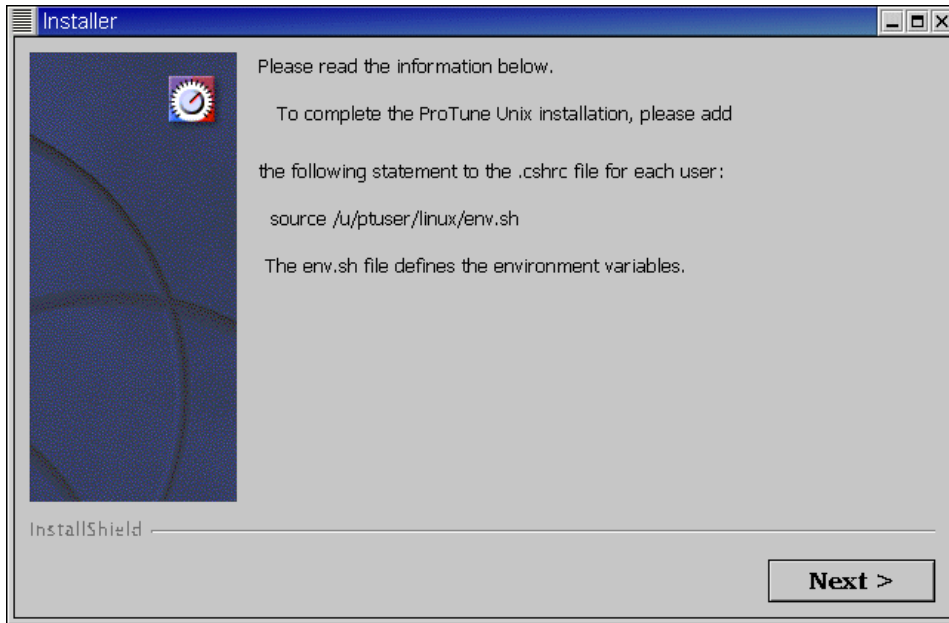 Installer
Please read the information below.
To complete the ProTune Unix installation, please add
the following statement to the .cshrc file for each user:
source /u/ptuser/linux/env.sh
The env.sh file defines the environment variables.
InstallShield
Next >